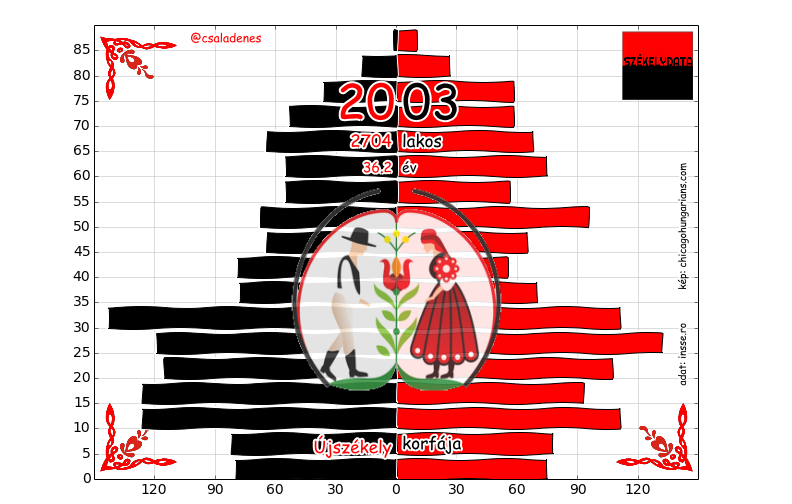 @csaladenes
SZÉKELYDATA
2003
2704 lakos
36.2 év
kép: chicagohungarians.com
adat: insse.ro
Újszékely korfája
85
80
75
70
65
60
55
50
45
40
35
30
25
20
15
10
5
0
120 90 60 30 0 30 60 90 120